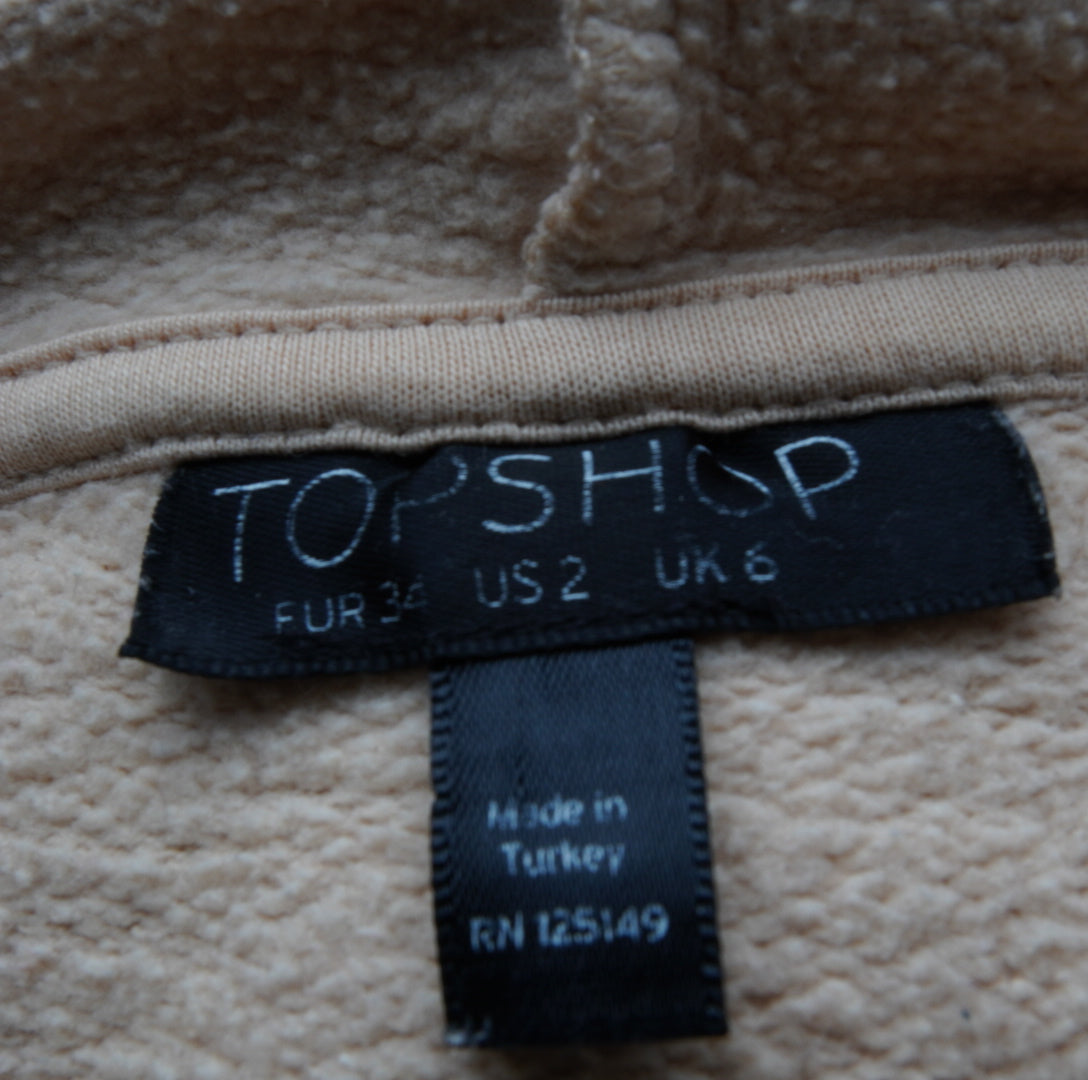 TOPSHOP
EUR 34 US 2 UK 6
Made in
Turkey
RN 125149